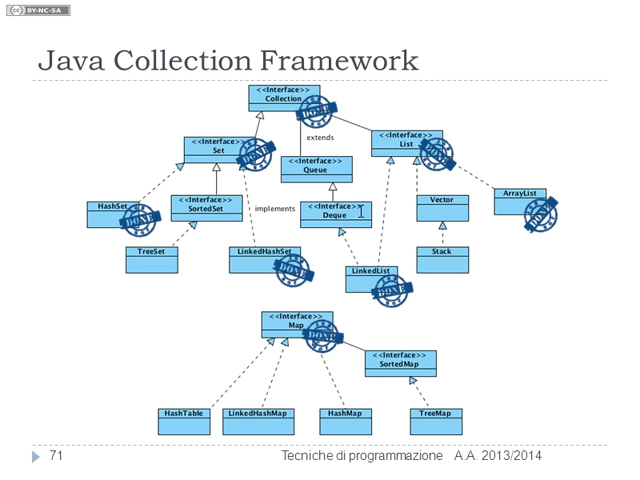 BY-NC-SA
Java Collection Framework
<<Interface>>
Collection
DONE
extends
<<Interface>>
Set
DONE
<<Interface>>
List
DONE
<<Interface>>
Queue
HashSet
DONE
<<Interface>>
SortedSet
implements
<<Interface>>
Deque
Vector
ArrayList
DONE
TreeSet
LinkedHashSet
DONE
LinkedList
DONE
Stack
<<Interface>>
Map
DONE
<<Interface>>
SortedMap
HashTable
LinkedHashMap
HashMap
TreeMap
71
Tecniche di programmazione A.A. 2013/2014